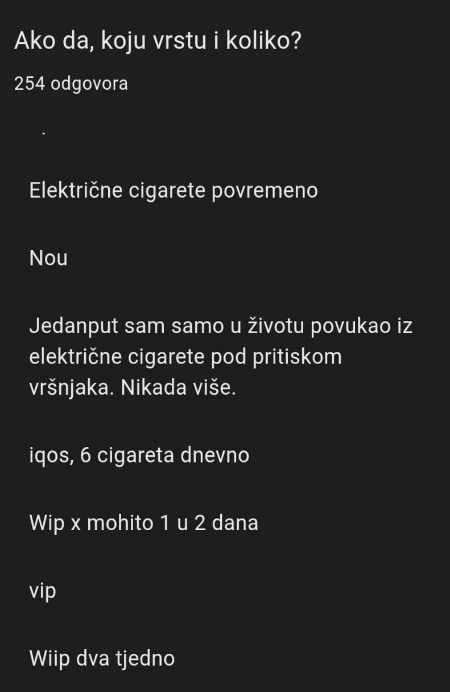 Ako da, koju vrstu i koliko?
254 odgovora
Električne cigarete povremeno
Nou
Jedanput sam samo u životu povukao iz
električne cigarete pod pritiskom
vršnjaka. Nikada više.
iqos, 6 cigareta dnevno
Wip x mohito 1 u 2 dana
vip
Wiip dva tjedno